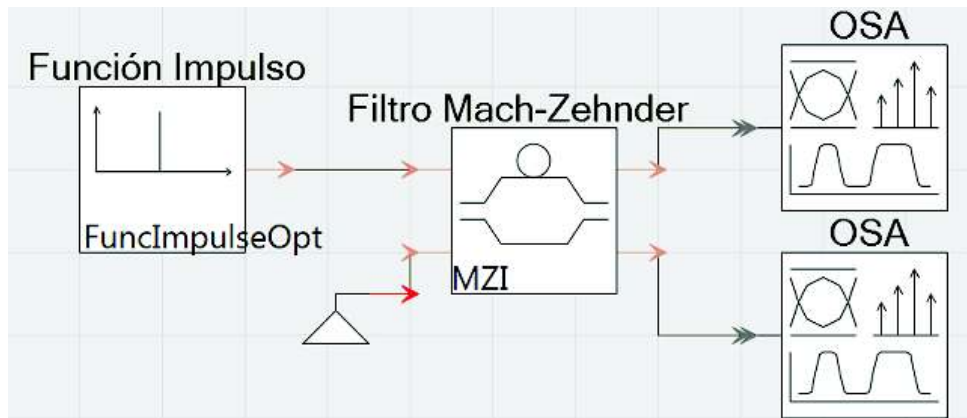 OSA
Función Impulso
Filtro Mach-Zehnder
FuncImpulseOpt
OSA
MZI